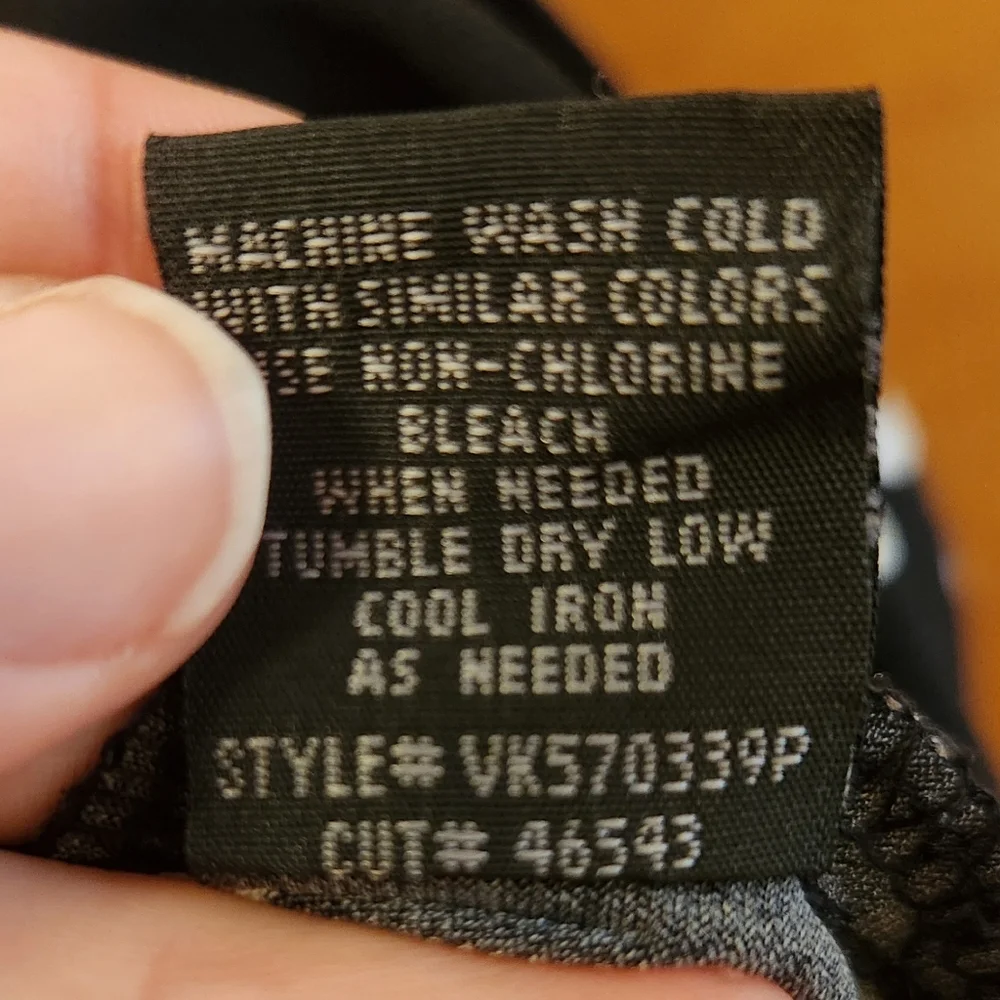 MACHINE WASH COLD
WITH SIMILAR COLORS
USE NON-CHLORINE
BLEACH
WHEN NEEDED
TUMBLE DRY LOW
COOL IRON
AS NEEDED
STYLE# VK570339P
CUT# 46543